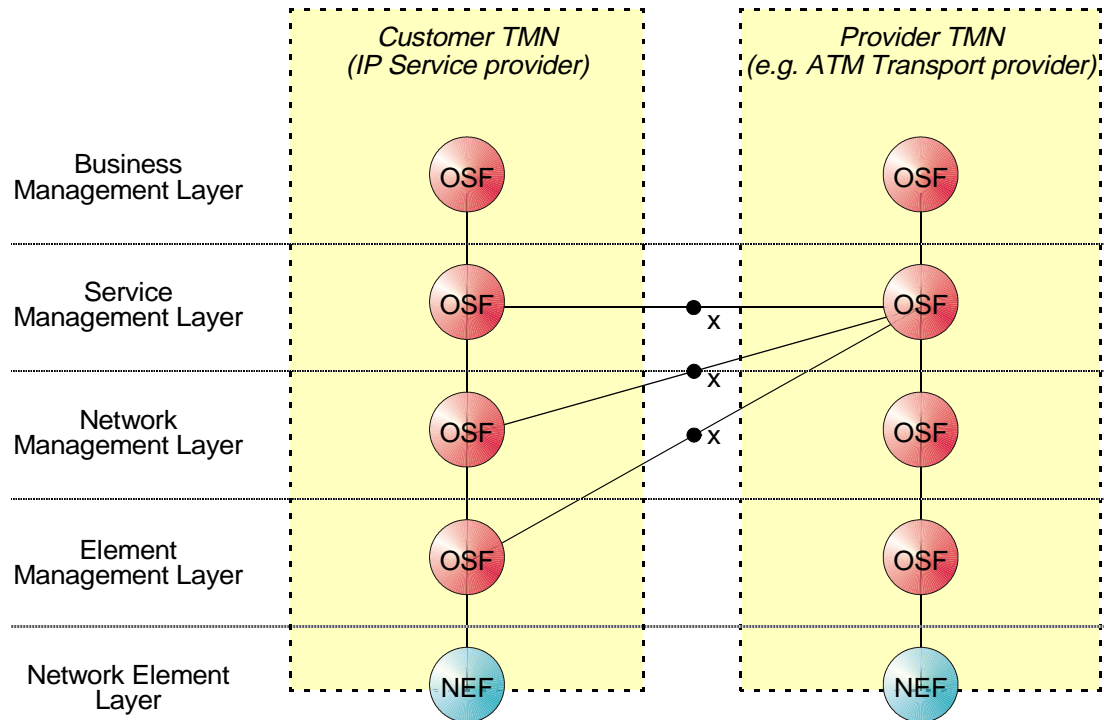 Customer TMN
(IP Service provider)
Provider TMN
(e.g. ATM Transport provider)
Business
Management Layer
OSF
OSF
Service
Management Layer
OSF
x
OSF
x
Network
Management Layer
OSF
x
OSF
Element
Management Layer
OSF
OSF
Network Element
Layer
NEF
NEF